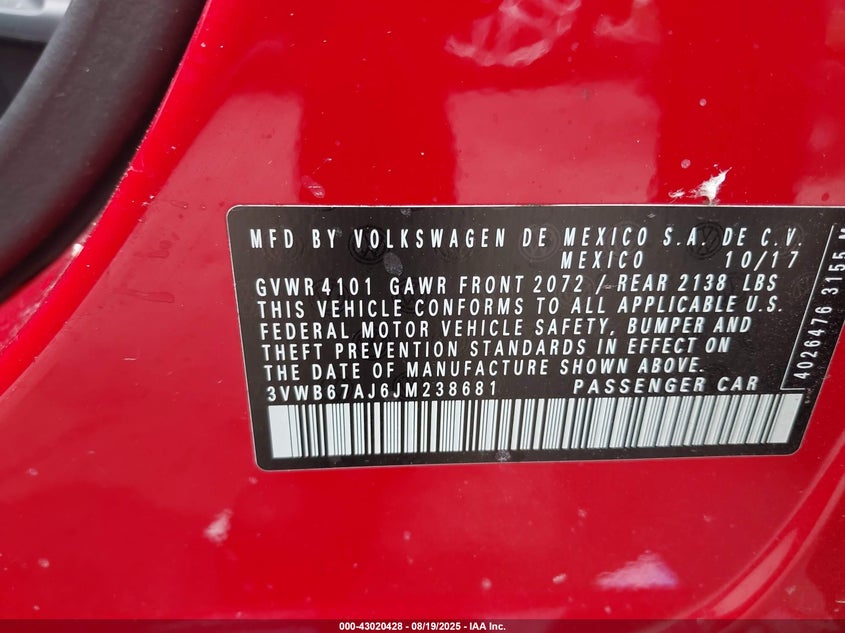 MFD BY VOLKSWAGEN DE MEXICO S.A. DE C.V.
MEXICO 10/17
GVWR 4101 GAWR FRONT 2072 / REAR 2138 LBS
THIS VEHICLE CONFORMS TO ALL APPLICABLE U.S.
FEDERAL MOTOR VEHICLE SAFETY, BUMPER AND
THEFT PREVENTION STANDARDS IN EFFECT ON
THE DATE OF MANUFACTURE SHOWN ABOVE.
3VWB67AJ6JM238681 PASSENGER CAR
4026476 3155
000-43020428 - 08/19/2025 - IAA Inc.